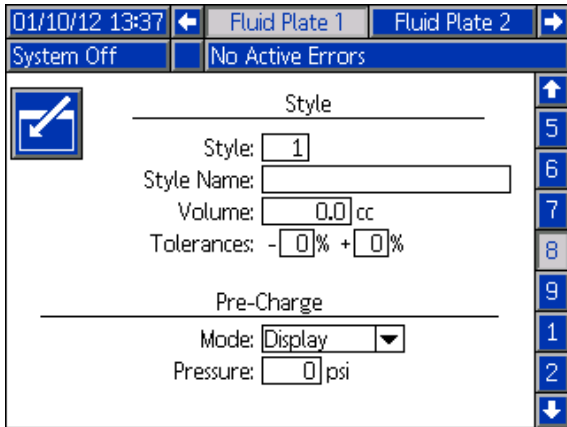 01/10/12 13:37 Fluid Plate 1 Fluid Plate 2
System Off No Active Errors
Style
Style: 1
Style Name:
Volume: 0.0 cc
Tolerances: - 0 % + 0 %
Pre-Charge
Mode: Display
Pressure: 0 psi
5
6
7
8
9
1
2